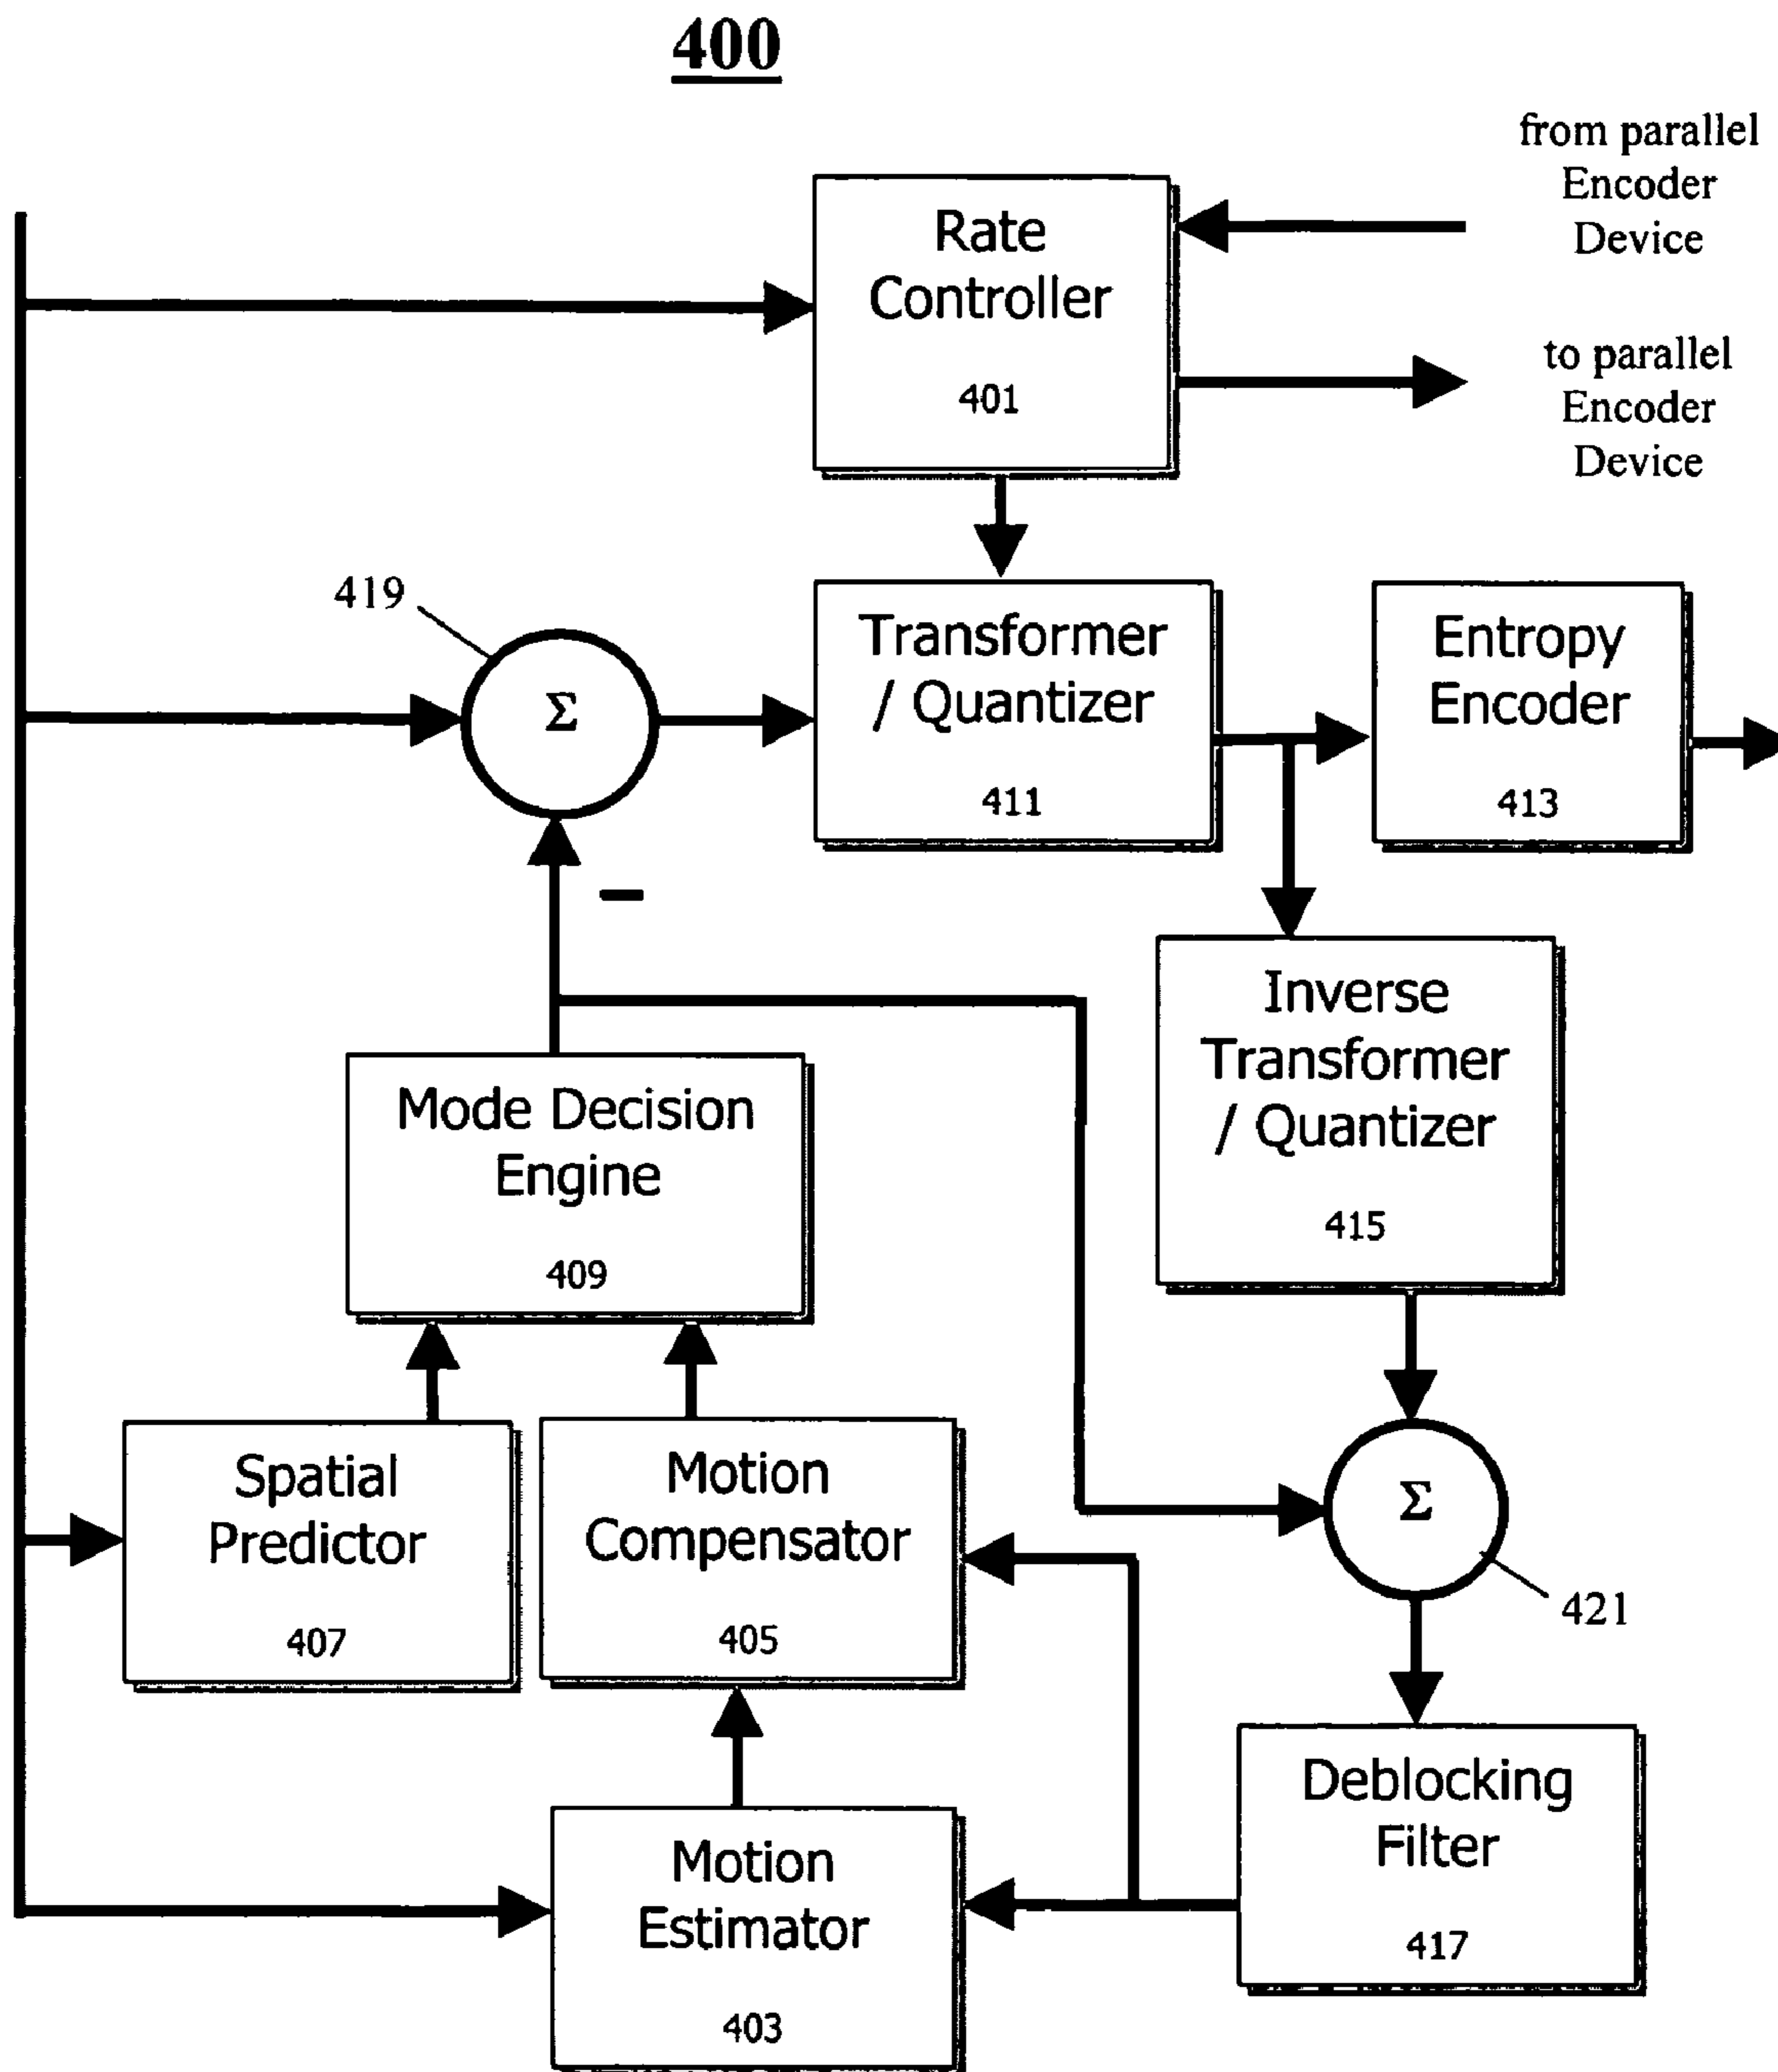 400
from parallel
Encoder
Device
Rate
Controller
401
to parallel
Encoder
Device
419
Σ
Transformer
/ Quantizer
411
Entropy
Encoder
413
–
Inverse
Transformer
/ Quantizer
415
Mode Decision
Engine
409
Spatial
Predictor
407
Motion
Compensator
405
Σ
421
Deblocking
Filter
417
Motion
Estimator
403